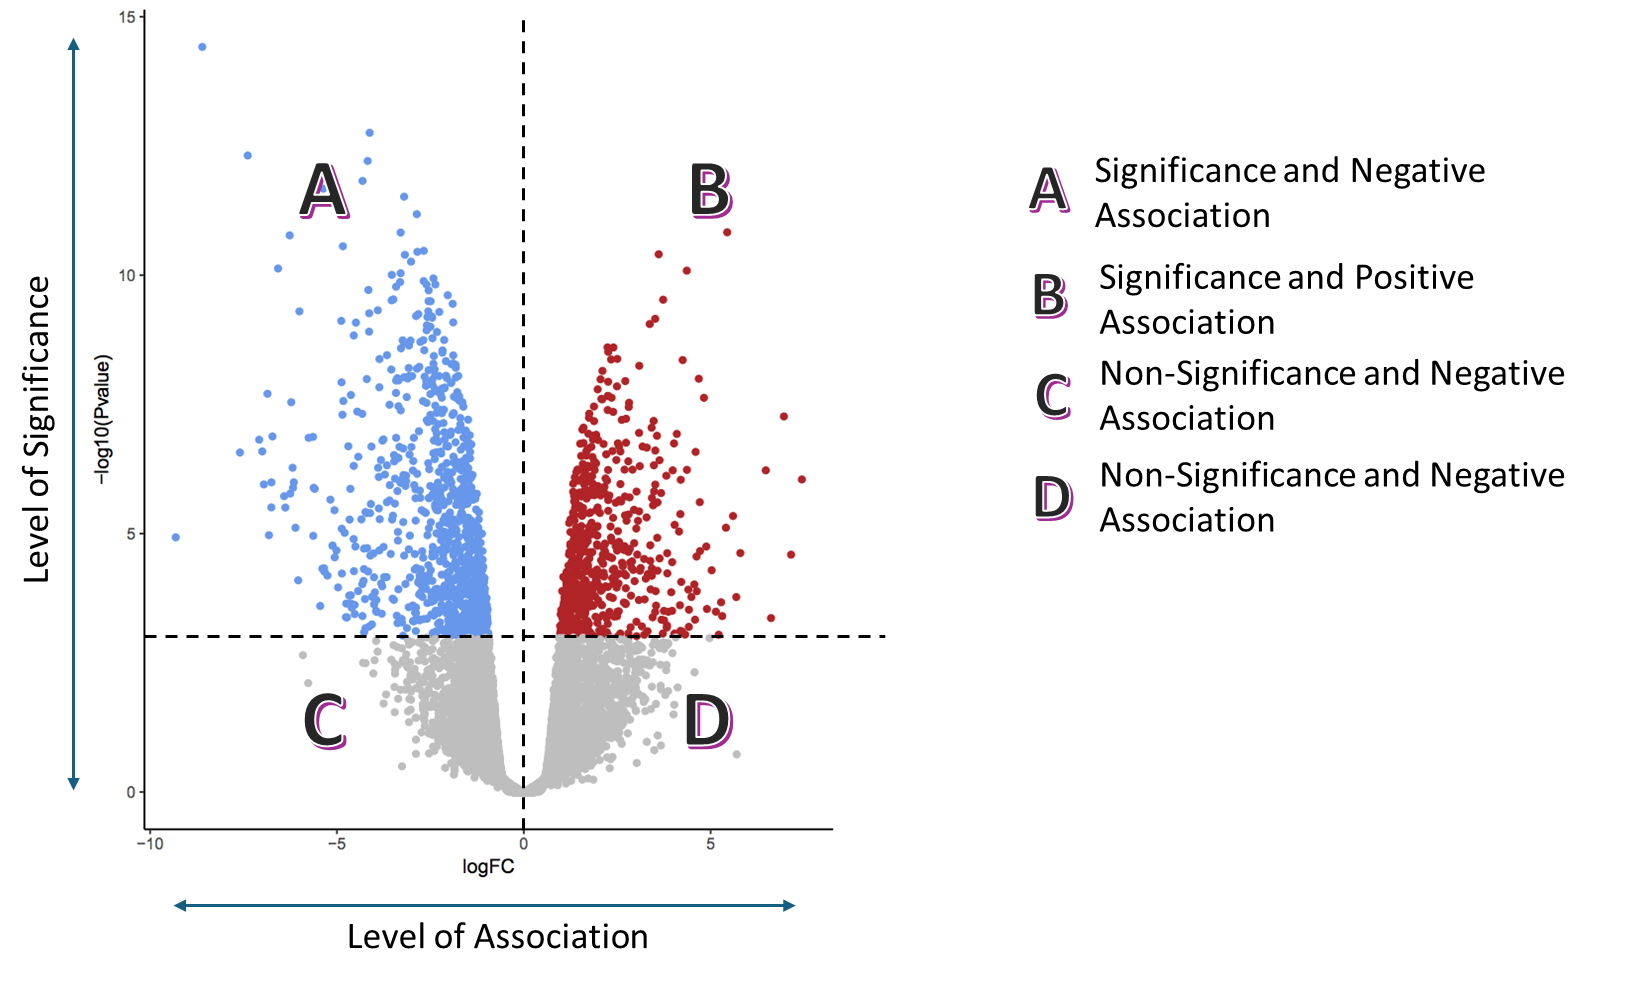 15
10
5
0
Level of Significance
−log10(Pvalue)
A
B
C
D
−10
−5
0
5
logFC
Level of Association
A
Significance and Negative
Association
B
Significance and Positive
Association
C
Non-Significance and Negative
Association
D
Non-Significance and Negative
Association